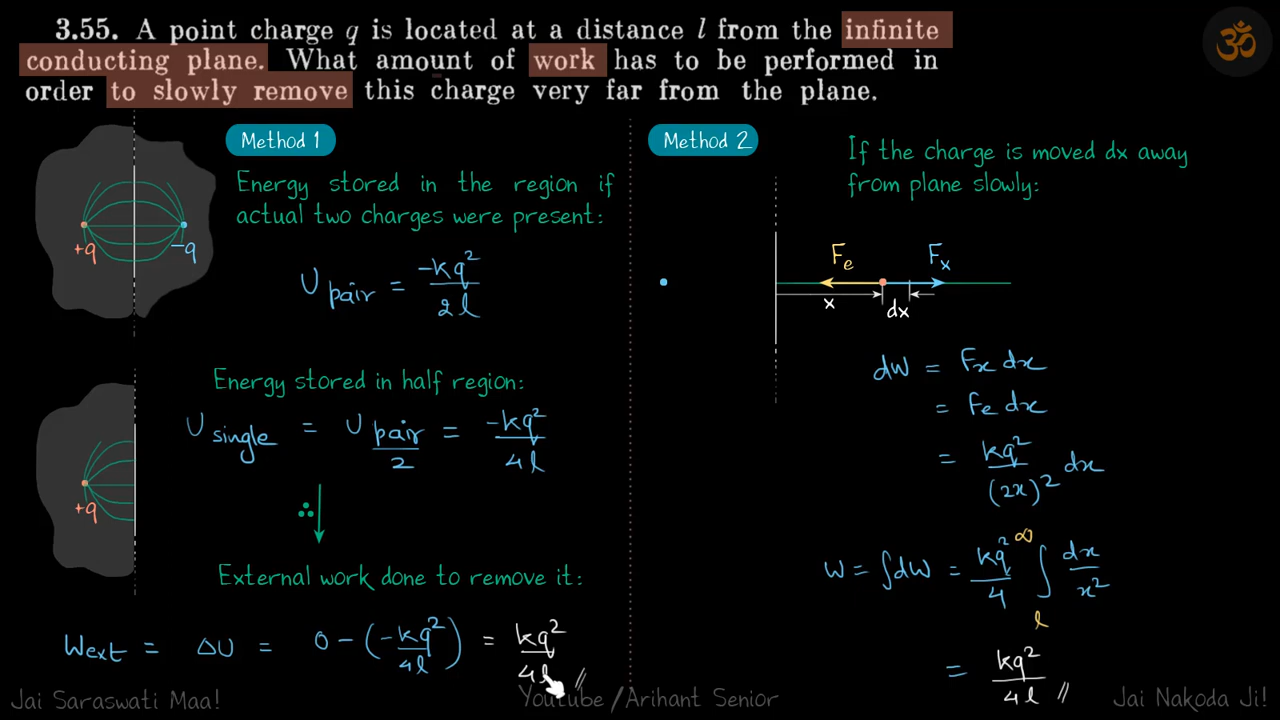 3.55. A point charge q is located at a distance l from the infinite
conducting plane. What amount of work has to be performed in
order to slowly remove this charge very far from the plane.
ॐ
Method 1
Energy stored in the region if
actual two charges were present:
+q
-q
U pair = -kq²/2l
Energy stored in half region:
U single = U pair/2 = -kq²/4l
+q
∴
External work done to remove it:
Wext = ΔU = 0 - (-kq²/4l) = kq²/4l //
Method 2
If the charge is moved dx away
from plane slowly:
Fe
Fx
x
dx
dW = Fx dx
= Fe dx
= kq²/(2x)² dx
W = ∫dW = kq²/4 ∫ₗ^∞ dx/x²
= kq²/4l //
Jai Saraswati Maa!
Youtube /Arihant Senior
Jai Nakoda Ji!